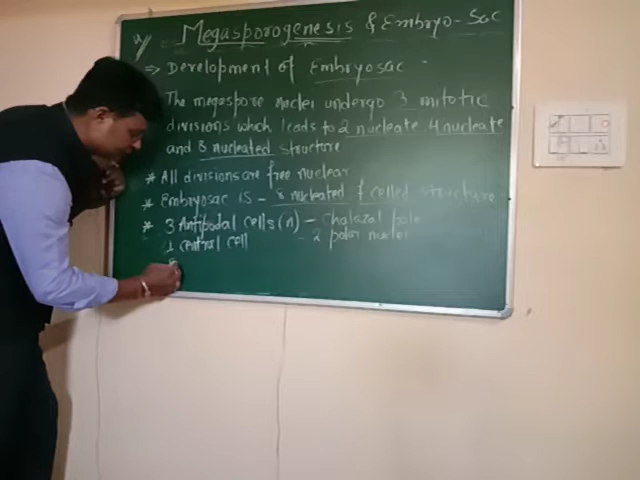 Megasporogenesis & Embryo-Sac
=> Development of Embryosac -
The megaspore nuclei undergo 3 mitotic
divisions which leads to 2 nucleate 4 nucleate
and 8 nucleated structure
* All divisions are free nuclear
* Embryosac is - 8 nucleated 7 celled structure.
* 3 Antipodal cells (n) - Chalazal pole
1 central cell - 2 polar nuclei